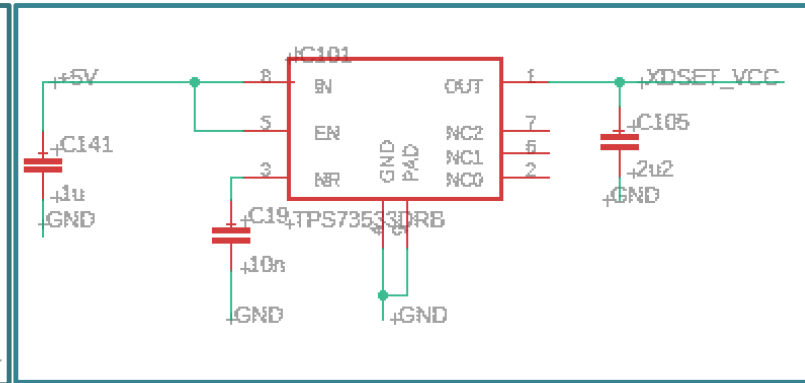 IC101
+5V
8
IN
OUT
1
XDSET_VCC
5
EN
NC2
7
C105
C141
GND
PAD
NC1
6
3
NR
NC0
2
2u2
1u
GND
GND
C19
TPS73533DRB
10n
GND
GND